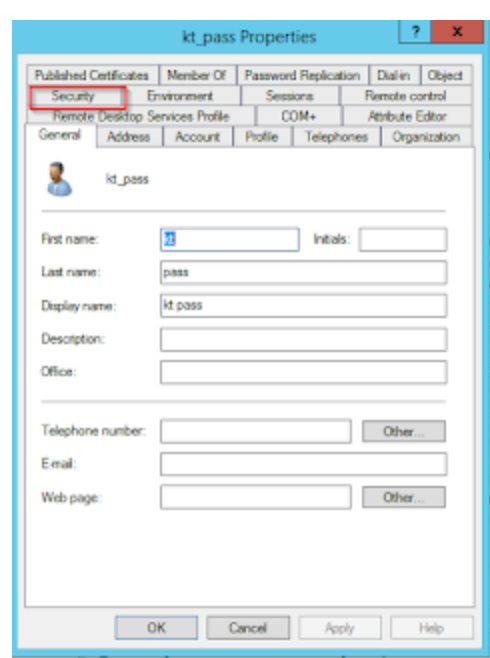 kt_pass Properties
? x
Published Certificates Member Of Password Replication Dial-in Object
Security Environment Sessions Remote control
Remote Desktop Services Profile COM+ Attribute Editor
General Address Account Profile Telephones Organization
kt_pass
First name: kt Initials:
Last name: pass
Display name: kt pass
Description:
Office:
Telephone number: Other...
E-mail:
Web page: Other...
OK Cancel Apply Help